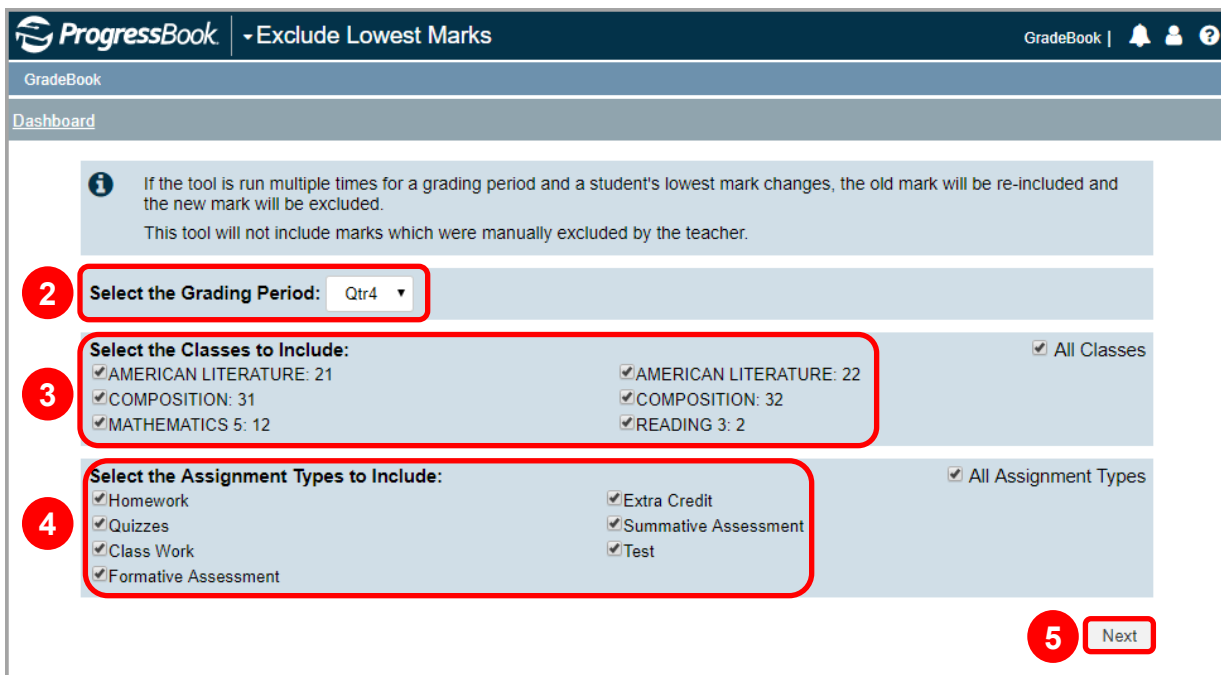 ProgressBook Exclude Lowest Marks GradeBook |
GradeBook
Dashboard
If the tool is run multiple times for a grading period and a student's lowest mark changes, the old mark will be re-included and
the new mark will be excluded.
This tool will not include marks which were manually excluded by the teacher.
2 Select the Grading Period: Qtr4
Select the Classes to Include: All Classes
AMERICAN LITERATURE: 21 AMERICAN LITERATURE: 22
3 COMPOSITION: 31 COMPOSITION: 32
MATHEMATICS 5: 12 READING 3: 2
Select the Assignment Types to Include: All Assignment Types
Homework Extra Credit
4 Quizzes Summative Assessment
Class Work Test
Formative Assessment
5 Next